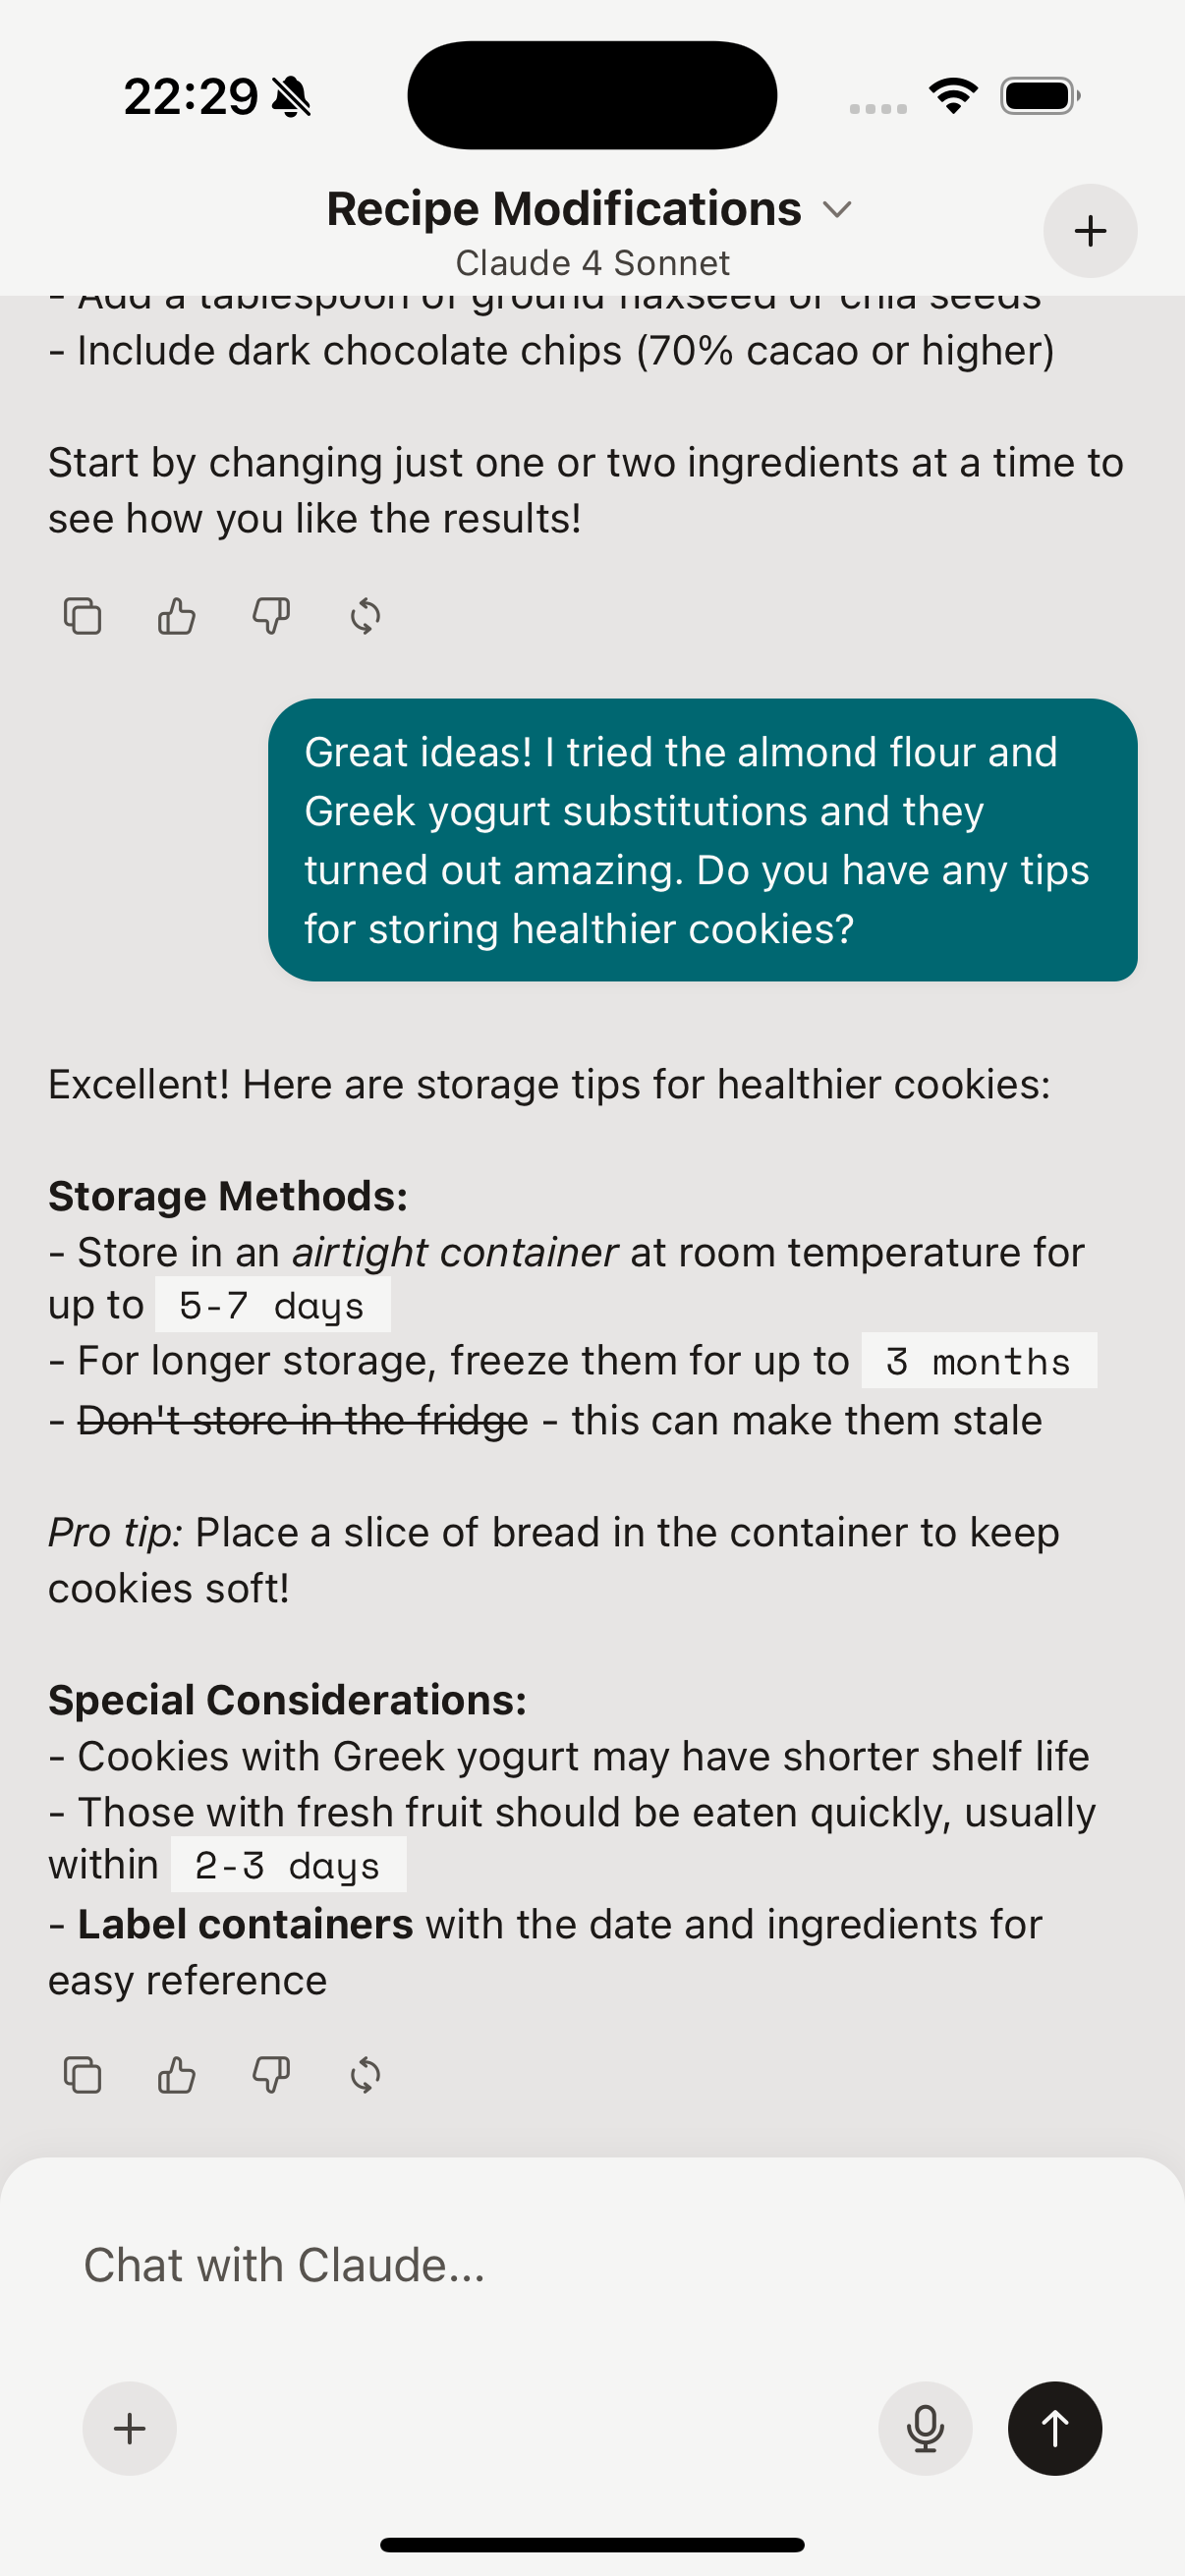 22:29
Recipe Modifications
Claude 4 Sonnet
- Add a tablespoon of ground flaxseed or chia seeds
- Include dark chocolate chips (70% cacao or higher)
Start by changing just one or two ingredients at a time to
see how you like the results!
Great ideas! I tried the almond flour and
Greek yogurt substitutions and they
turned out amazing. Do you have any tips
for storing healthier cookies?
Excellent! Here are storage tips for healthier cookies:
Storage Methods:
- Store in an airtight container at room temperature for
up to 5-7 days
- For longer storage, freeze them for up to 3 months
- Don't store in the fridge - this can make them stale
Pro tip: Place a slice of bread in the container to keep
cookies soft!
Special Considerations:
- Cookies with Greek yogurt may have shorter shelf life
- Those with fresh fruit should be eaten quickly, usually
within 2-3 days
- Label containers with the date and ingredients for
easy reference
Chat with Claude...